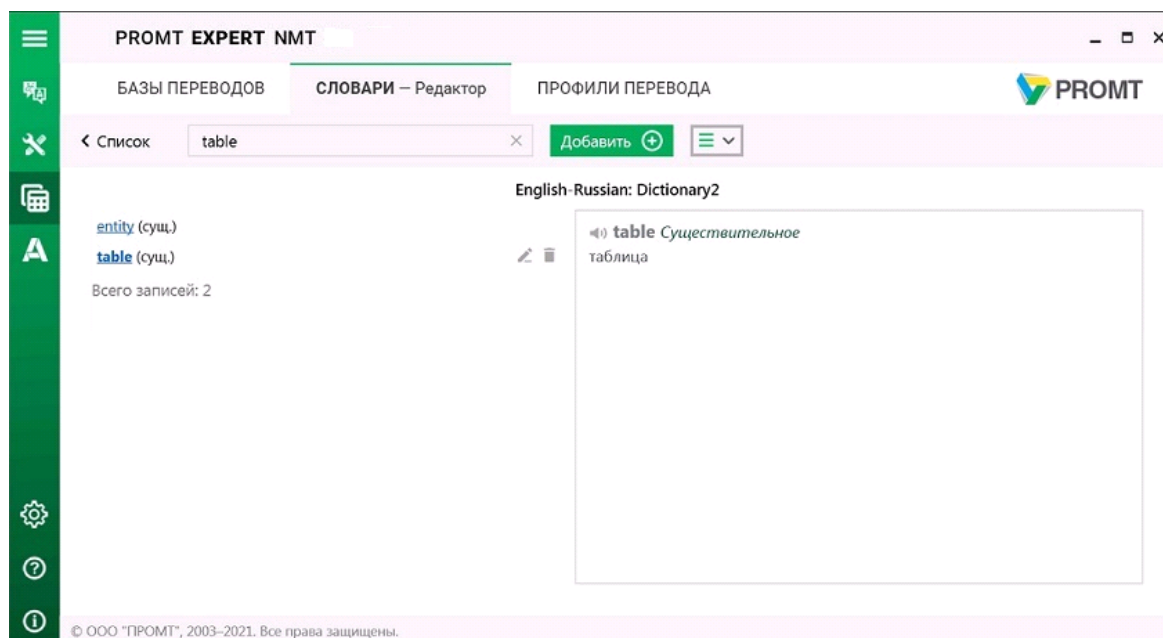 PROMT EXPERT NMT
БАЗЫ ПЕРЕВОДОВ СЛОВАРИ — Редактор ПРОФИЛИ ПЕРЕВОДА PROMT
Список table Добавить
English-Russian: Dictionary2
entity (сущ.)
table (сущ.)
Всего записей: 2
table Существительное
таблица
© ООО "ПРОМТ", 2003–2021. Все права защищены.